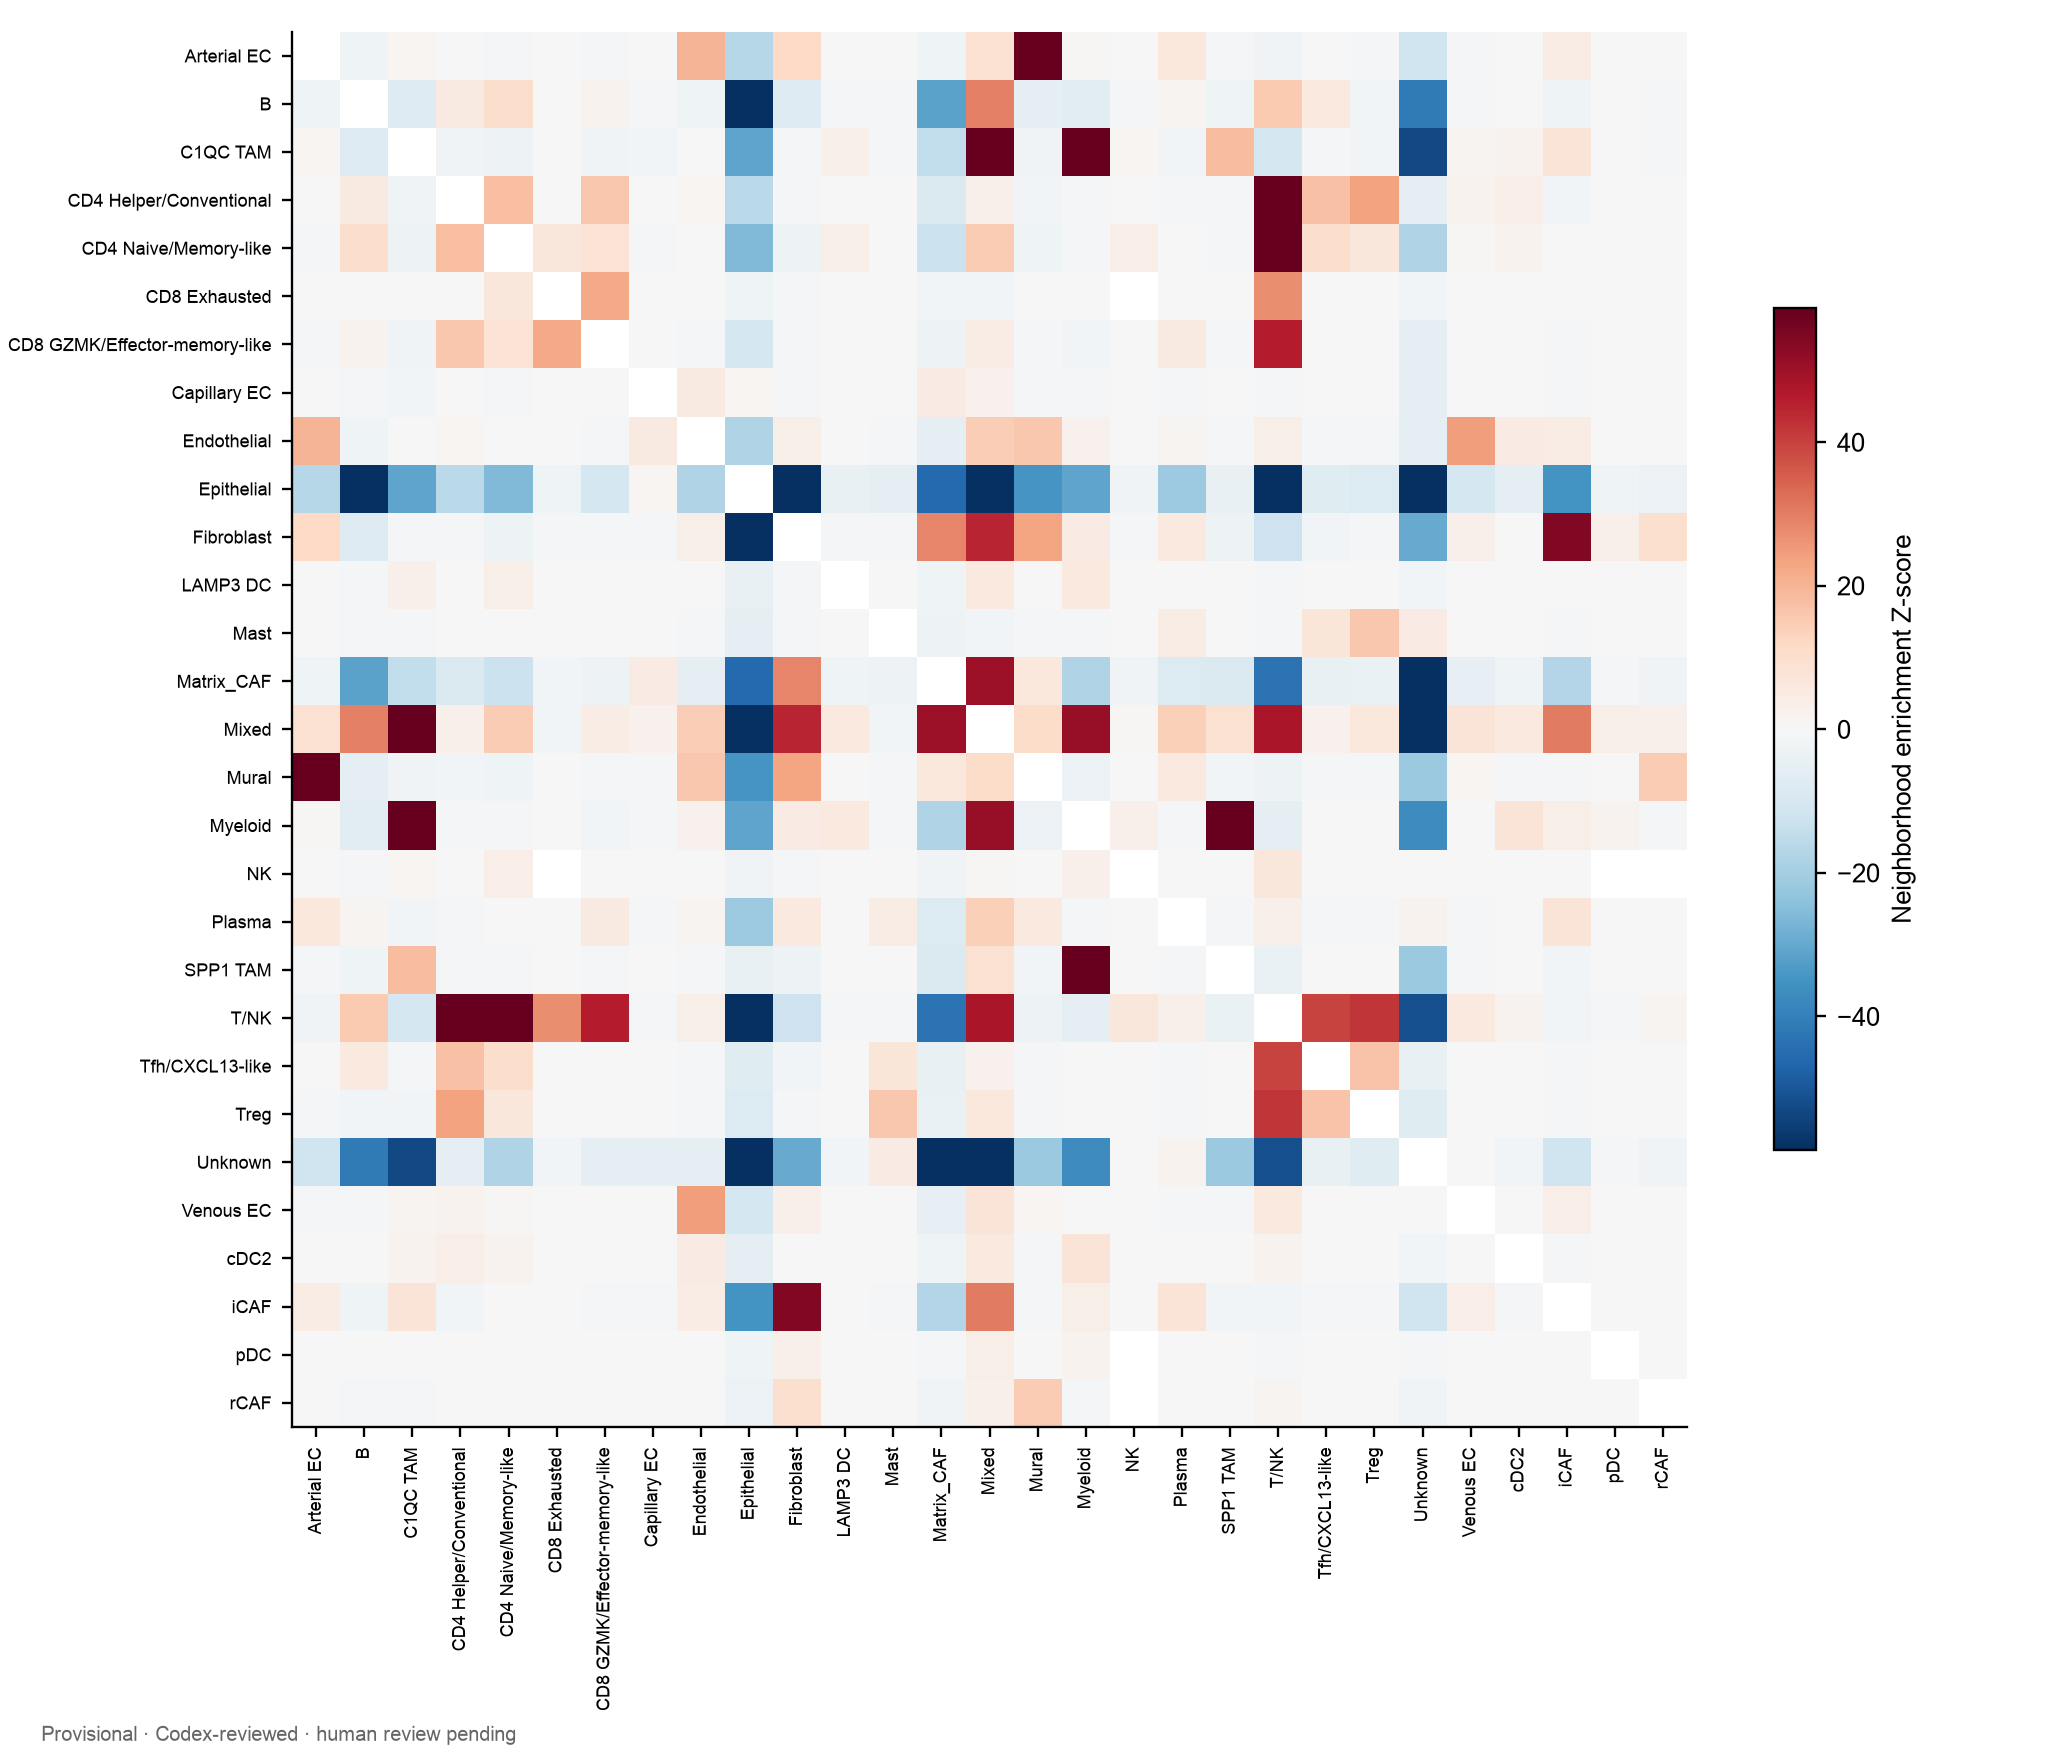 Arterial EC
B
C1QC TAM
CD4 Helper/Conventional
CD4 Naive/Memory-like
CD8 Exhausted
CD8 GZMK/Effector-memory-like
Capillary EC
Endothelial
Epithelial
Fibroblast
LAMP3 DC
Mast
Matrix_CAF
Mixed
Mural
Myeloid
NK
Plasma
SPP1 TAM
T/NK
Tfh/CXCL13-like
Treg
Unknown
Venous EC
cDC2
iCAF
pDC
rCAF
Arterial EC
B
C1QC TAM
CD4 Helper/Conventional
CD4 Naive/Memory-like
CD8 Exhausted
CD8 GZMK/Effector-memory-like
Capillary EC
Endothelial
Epithelial
Fibroblast
LAMP3 DC
Mast
Matrix_CAF
Mixed
Mural
Myeloid
NK
Plasma
SPP1 TAM
T/NK
Tfh/CXCL13-like
Treg
Unknown
Venous EC
cDC2
iCAF
pDC
rCAF
40
20
0
−20
−40
Neighborhood enrichment Z-score
Provisional · Codex-reviewed · human review pending